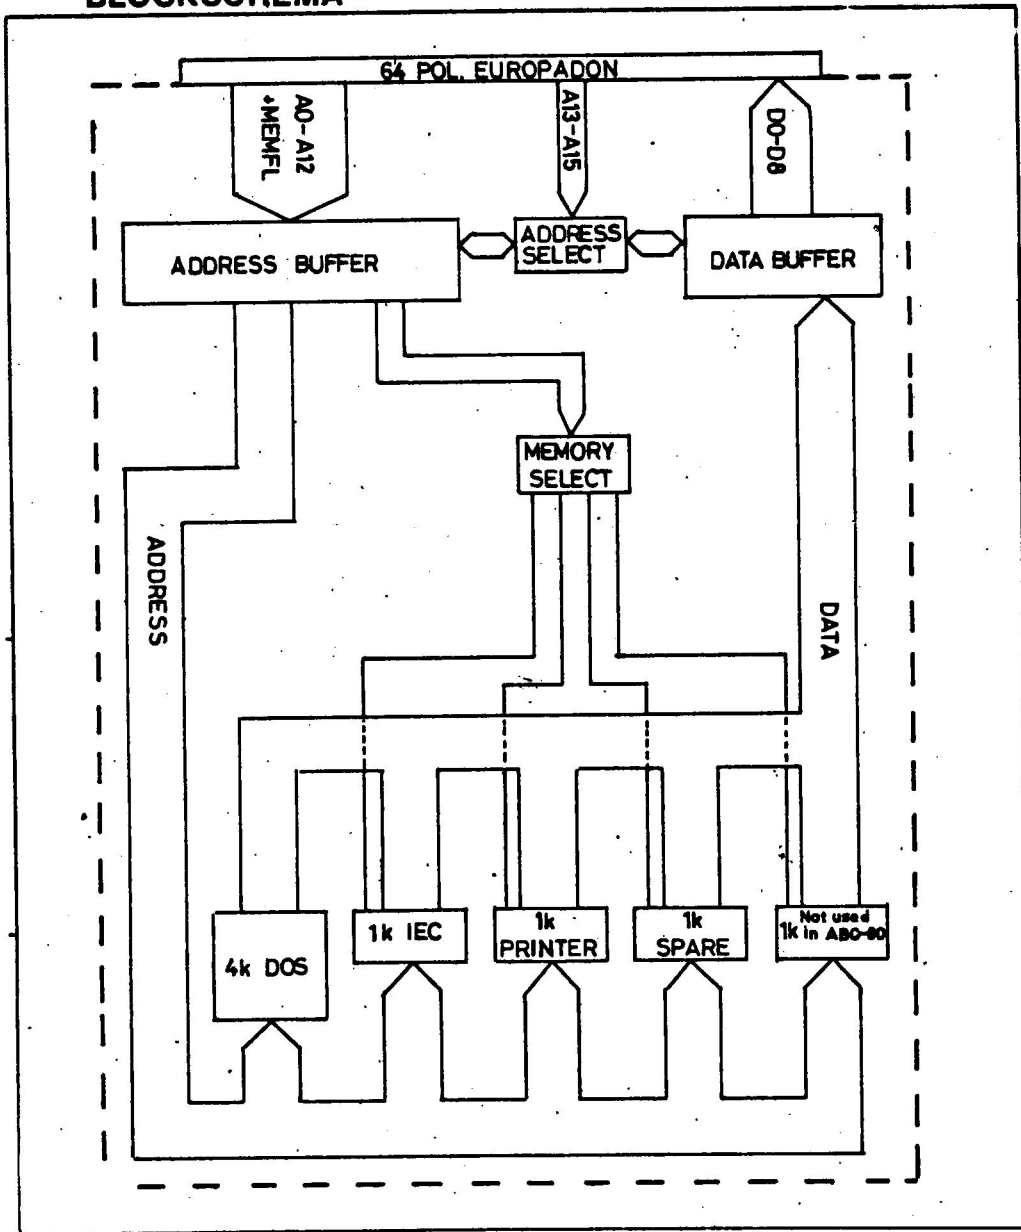 BLOCKSCHEMA
64 POL. EUROPADON
A0-A12
+MEMFL
A13-A15
D0-D8
ADDRESS BUFFER
ADDRESS
SELECT
DATA BUFFER
MEMORY
SELECT
ADDRESS
DATA
4k DOS
1k IEC
1k
PRINTER
1k
SPARE
Not used
1k in ABC-80